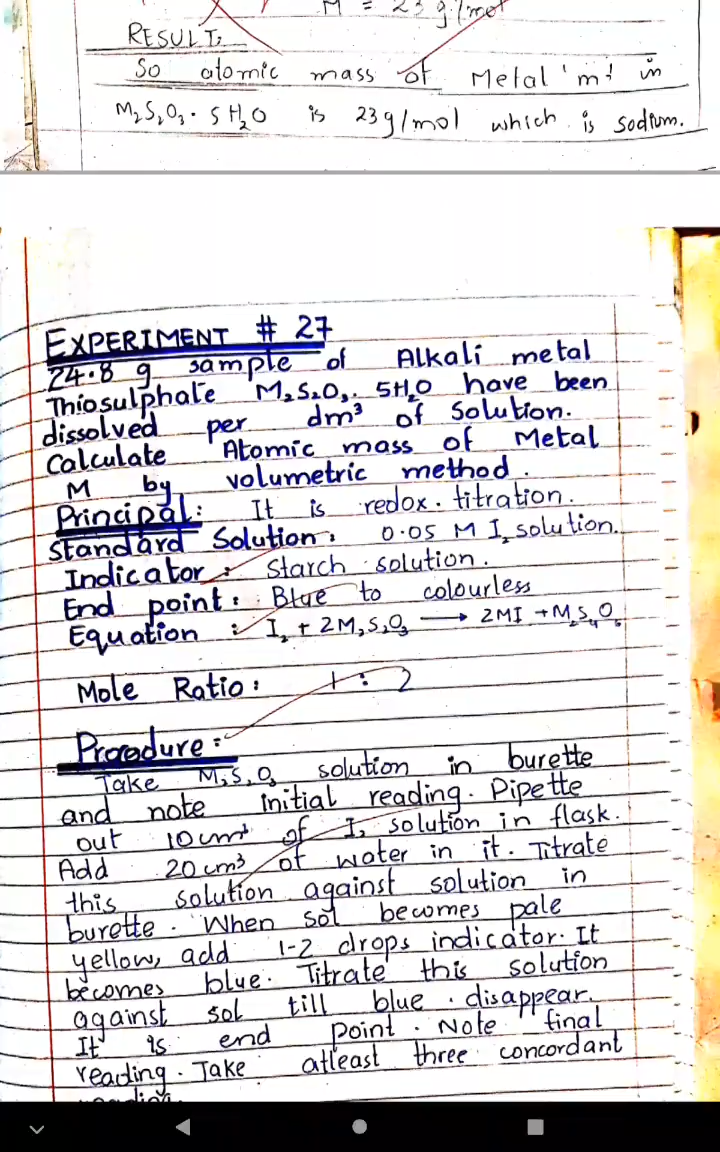 M = 23 g/mol
RESULT:
So atomic mass of Metal 'm' in
M₂S₂O₃. 5H₂O is 23g/mol which is sodium.
EXPERIMENT # 27
24.8 g sample of Alkali metal
Thiosulphate M₂S₂O₃. 5H₂O have been
dissolved per dm³ of Solution.
Calculate Atomic mass of Metal
M by volumetric method.
Principal: It is redox. titration.
Standard Solution: 0.05 M I₂ solution.
Indicator: Starch solution.
End point: Blue to colourless
Equation : I₂ + 2M₂S₂O₃ → 2MI + M₂S₄O₆
Mole Ratio: 1 : 2
Procedure:
Take M₂S₂O₃ solution in burette
and note initial reading. Pipette
out 10cm³ of I₂ solution in flask.
Add 20cm³ of water in it. Titrate
this solution against solution in
burette. When sol becomes pale
yellow, add 1-2 drops indicator. It
becomes blue. Titrate this solution
against sol till blue disappear.
It is end point. Note final
reading. Take atleast three concordant